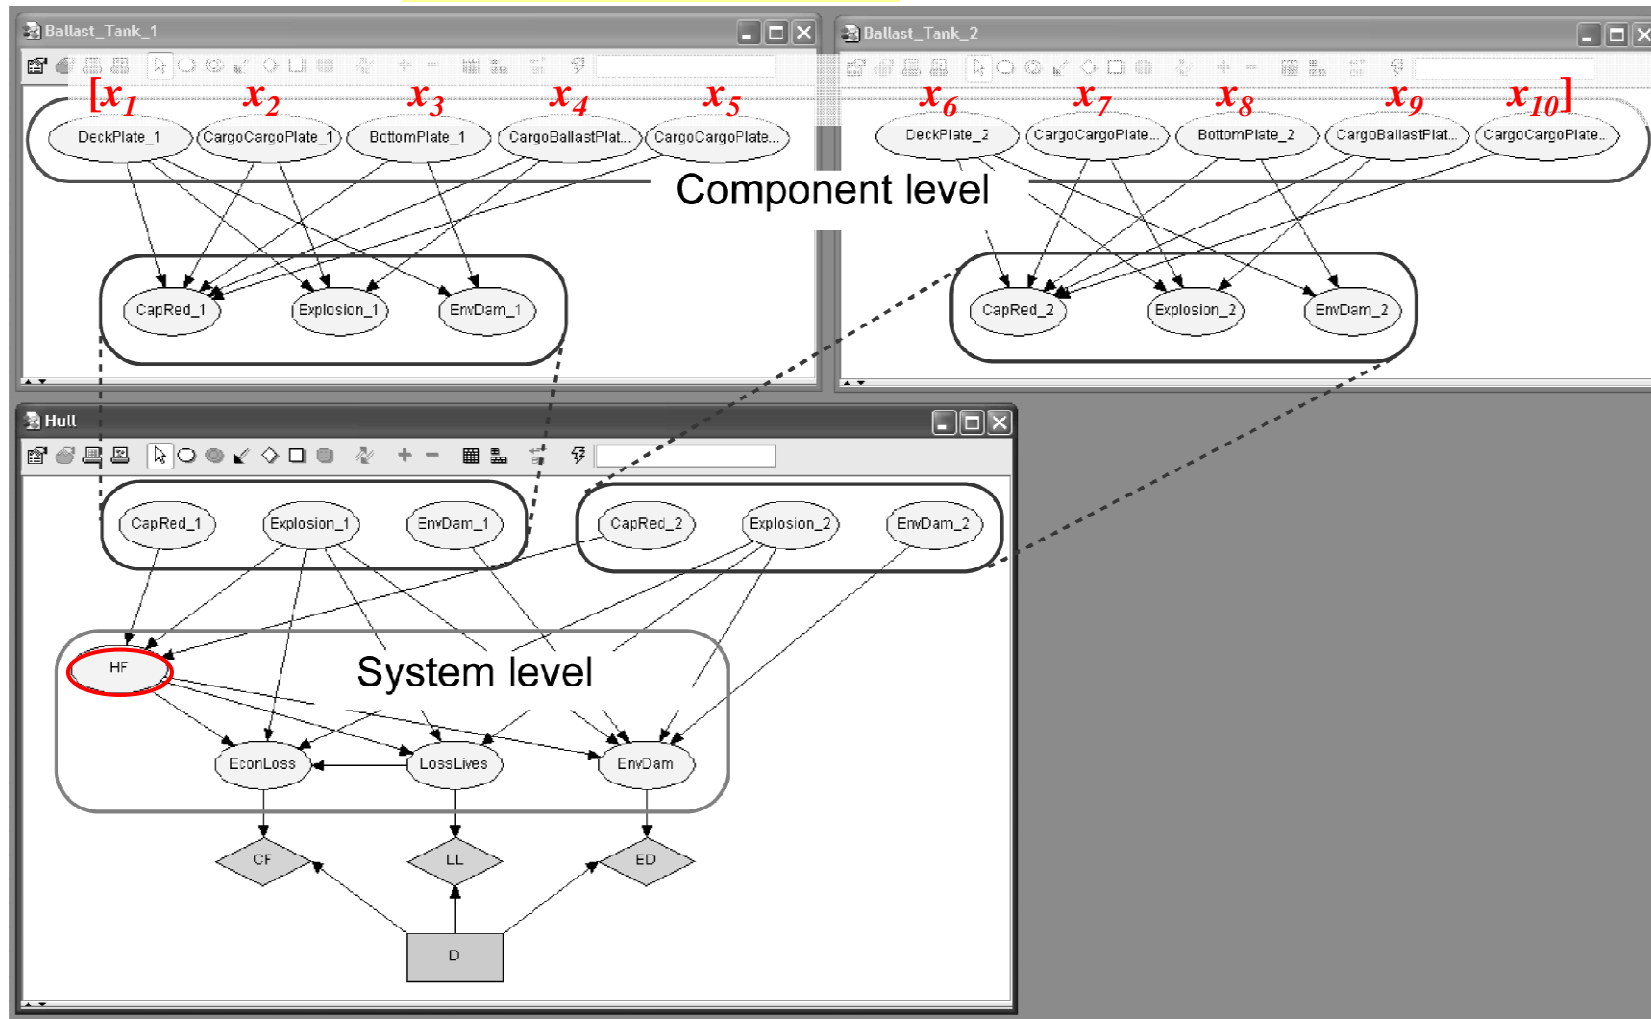 Ballast_Tank_1
Ballast_Tank_2
[x1 x2 x3 x4 x5
x6 x7 x8 x9 x10]
DeckPlate_1 CargoCargoPlate_1 BottomPlate_1 CargoBallastPlat... CargoCargoPlate...
DeckPlate_2 CargoCargoPlate... BottomPlate_2 CargoBallastPlat... CargoCargoPlate...
Component level
CapRed_1 Explosion_1 EnvDam_1
CapRed_2 Explosion_2 EnvDam_2
Hull
CapRed_1 Explosion_1 EnvDam_1 CapRed_2 Explosion_2 EnvDam_2
HF
System level
EconLoss LossLives EnvDam
CF LL ED
D